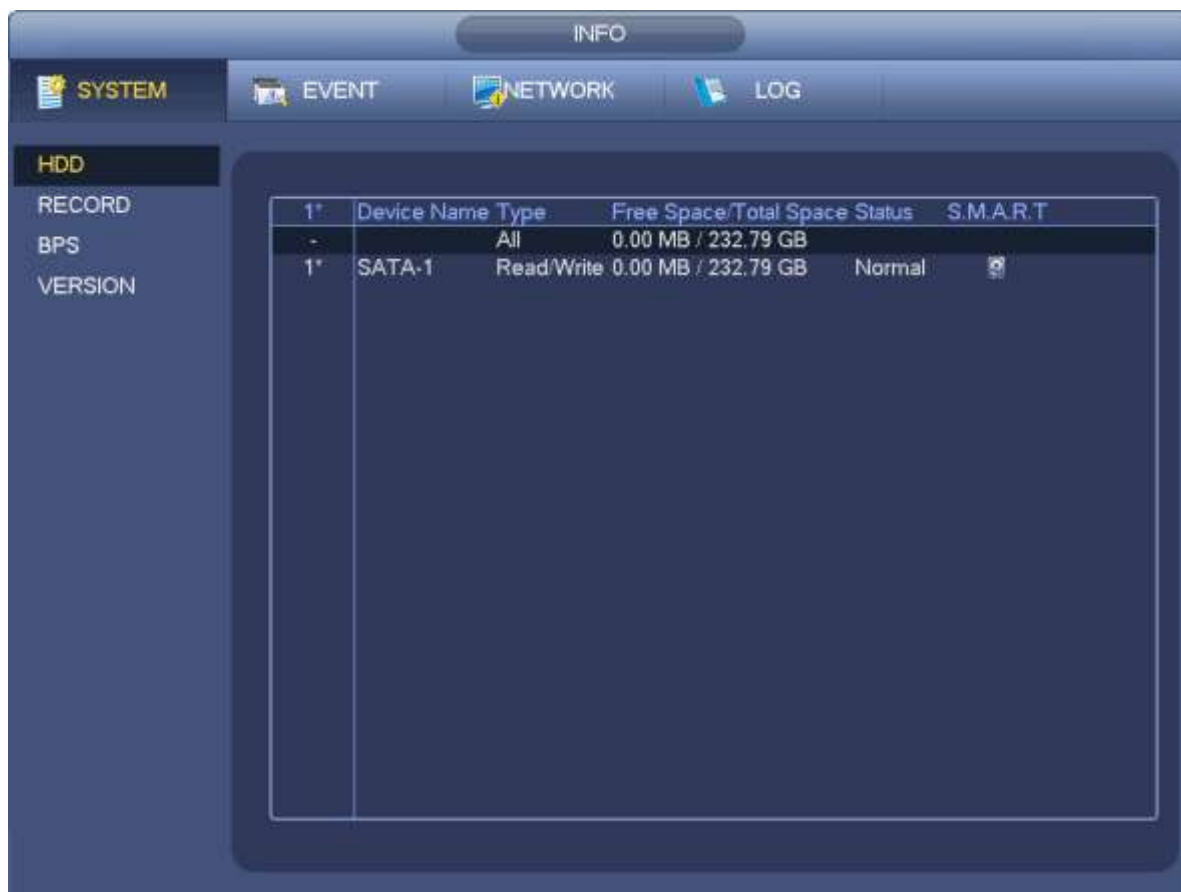 INFO
SYSTEM EVENT NETWORK LOG
HDD
RECORD
BPS
VERSION
1* Device Name Type Free Space/Total Space Status S.M.A.R.T
- All 0.00 MB / 232.79 GB
1* SATA-1 Read/Write 0.00 MB / 232.79 GB Normal